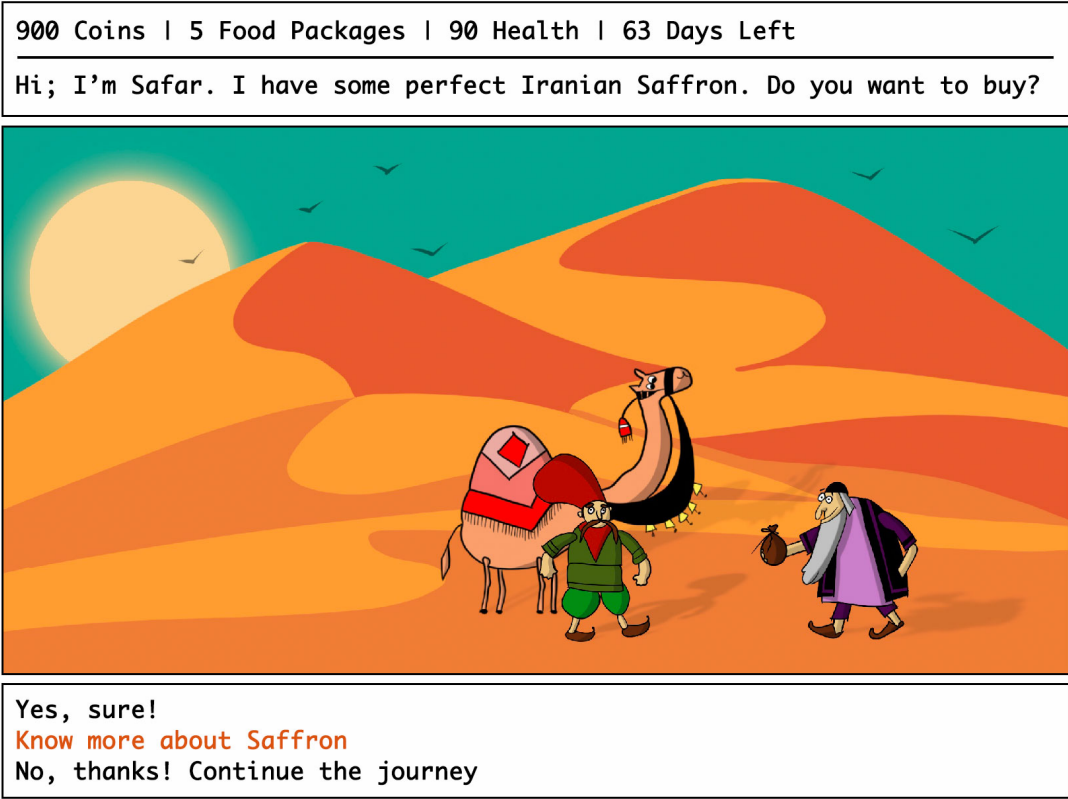 900 Coins | 5 Food Packages | 90 Health | 63 Days Left
Hi; I’m Safar. I have some perfect Iranian Saffron. Do you want to buy?
Yes, sure!
Know more about Saffron
No, thanks! Continue the journey